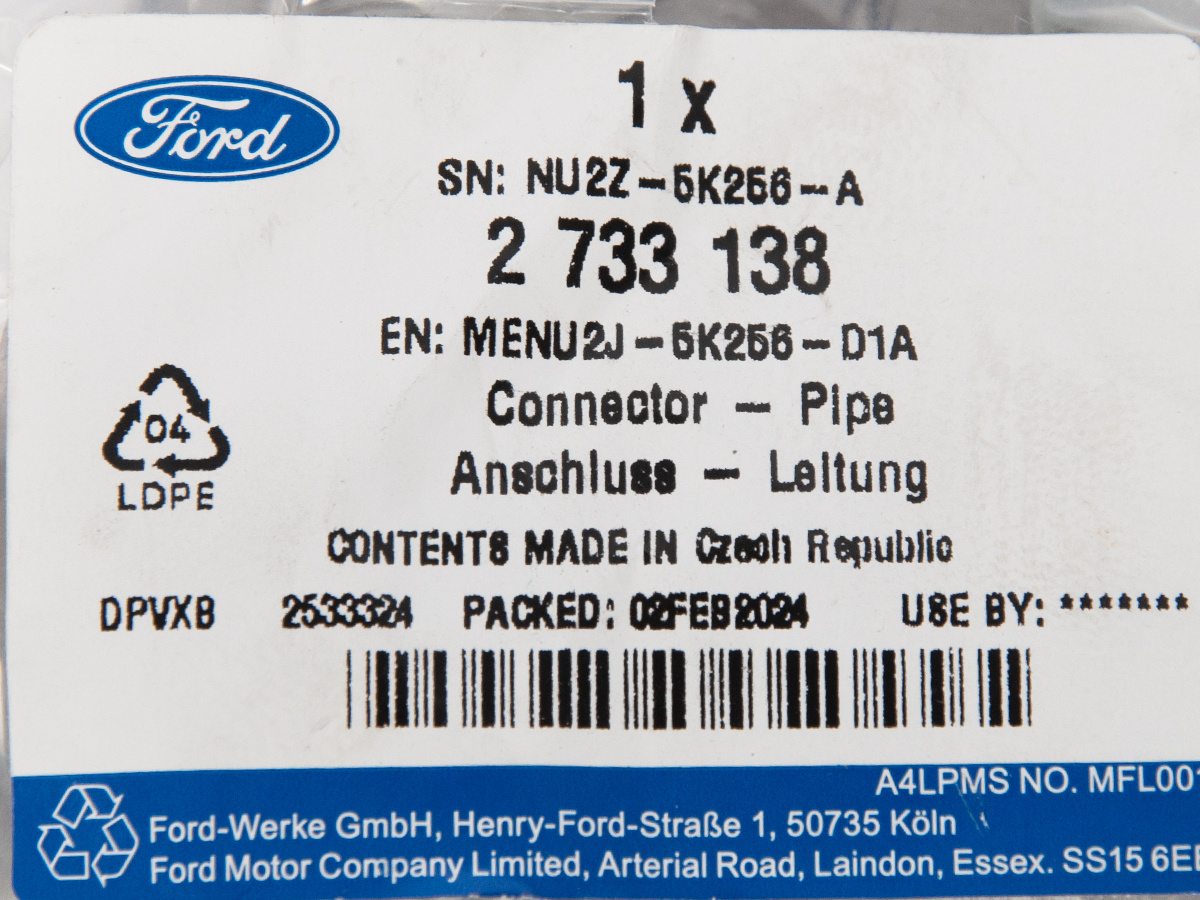 Ford
1 x
SN: NU2Z-5K256-A
2 733 138
EN: MENU2J-5K256-D1A
Connector - Pipe
Anschluss - Leitung
04
LDPE
CONTENTS MADE IN Czech Republic
DPVXB 2533324 PACKED: 02FEB2024 USE BY: *******
A4LPMS NO. MFL001
Ford-Werke GmbH, Henry-Ford-Straße 1, 50735 Köln
Ford Motor Company Limited, Arterial Road, Laindon, Essex. SS15 6EE